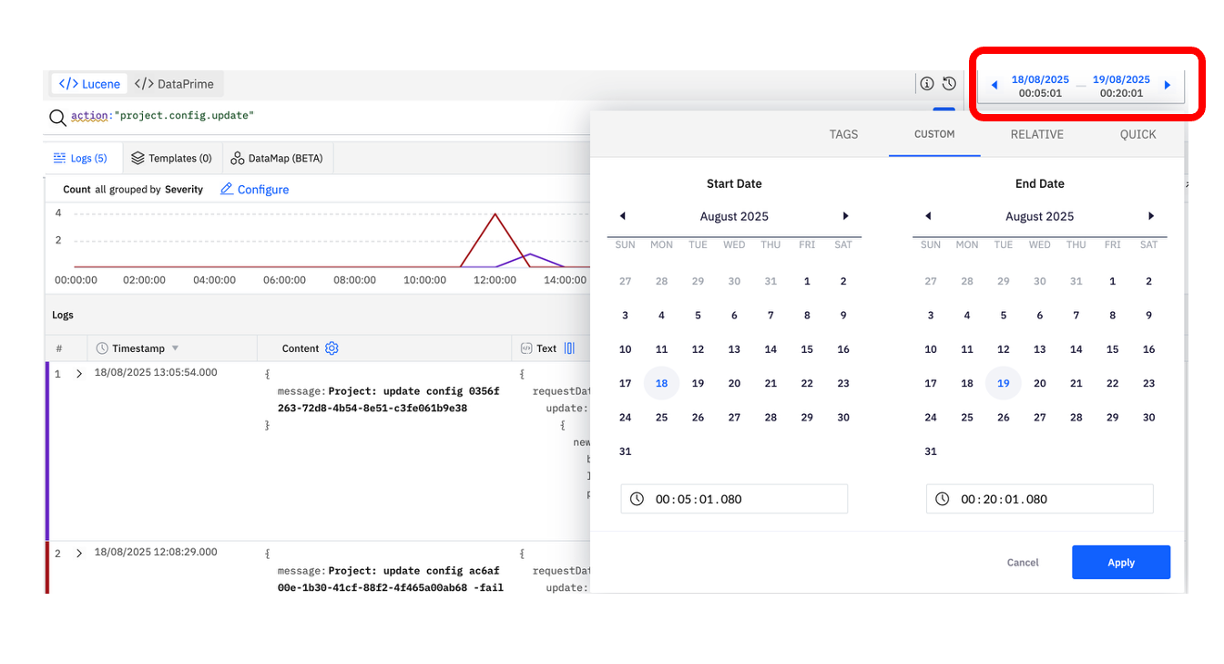 </> Lucene </> DataPrime
18/08/2025 — 19/08/2025
00:05:01 00:20:01
action:"project.config.update"
TAGS CUSTOM RELATIVE QUICK
Logs (5) Templates (0) DataMap (BETA)
Count all grouped by Severity Configure
4
2
00:00:00 02:00:00 04:00:00 06:00:00 08:00:00 10:00:00 12:00:00 14:00:00
Start Date
August 2025
SUN MON TUE WED THU FRI SAT
27 28 29 30 31 1 2
3 4 5 6 7 8 9
10 11 12 13 14 15 16
17 18 19 20 21 22 23
24 25 26 27 28 29 30
31
00:05:01.080
End Date
August 2025
SUN MON TUE WED THU FRI SAT
27 28 29 30 31 1 2
3 4 5 6 7 8 9
10 11 12 13 14 15 16
17 18 19 20 21 22 23
24 25 26 27 28 29 30
31
00:20:01.080
Cancel Apply
Logs
# Timestamp Content Text
1 18/08/2025 13:05:54.000
{
message: Project: update config 0356f
263-72d8-4b54-8e51-c3fe061b9e38
}
{
requestDat
update:
{
new
2 18/08/2025 12:08:29.000
{
message: Project: update config ac6af
00e-1b30-41cf-88f2-4f465a00ab68 -fail
{
requestDat
update: